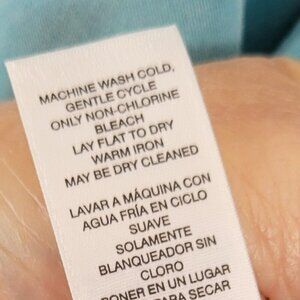 MACHINE WASH COLD,
GENTLE CYCLE
ONLY NON-CHLORINE
BLEACH
LAY FLAT TO DRY
WARM IRON
MAY BE DRY CLEANED
LAVAR A MÁQUINA CON
AGUA FRÍA EN CICLO
SUAVE
SOLAMENTE
BLANQUEADOR SIN
CLORO
PONER EN UN LUGAR
PARA SECAR